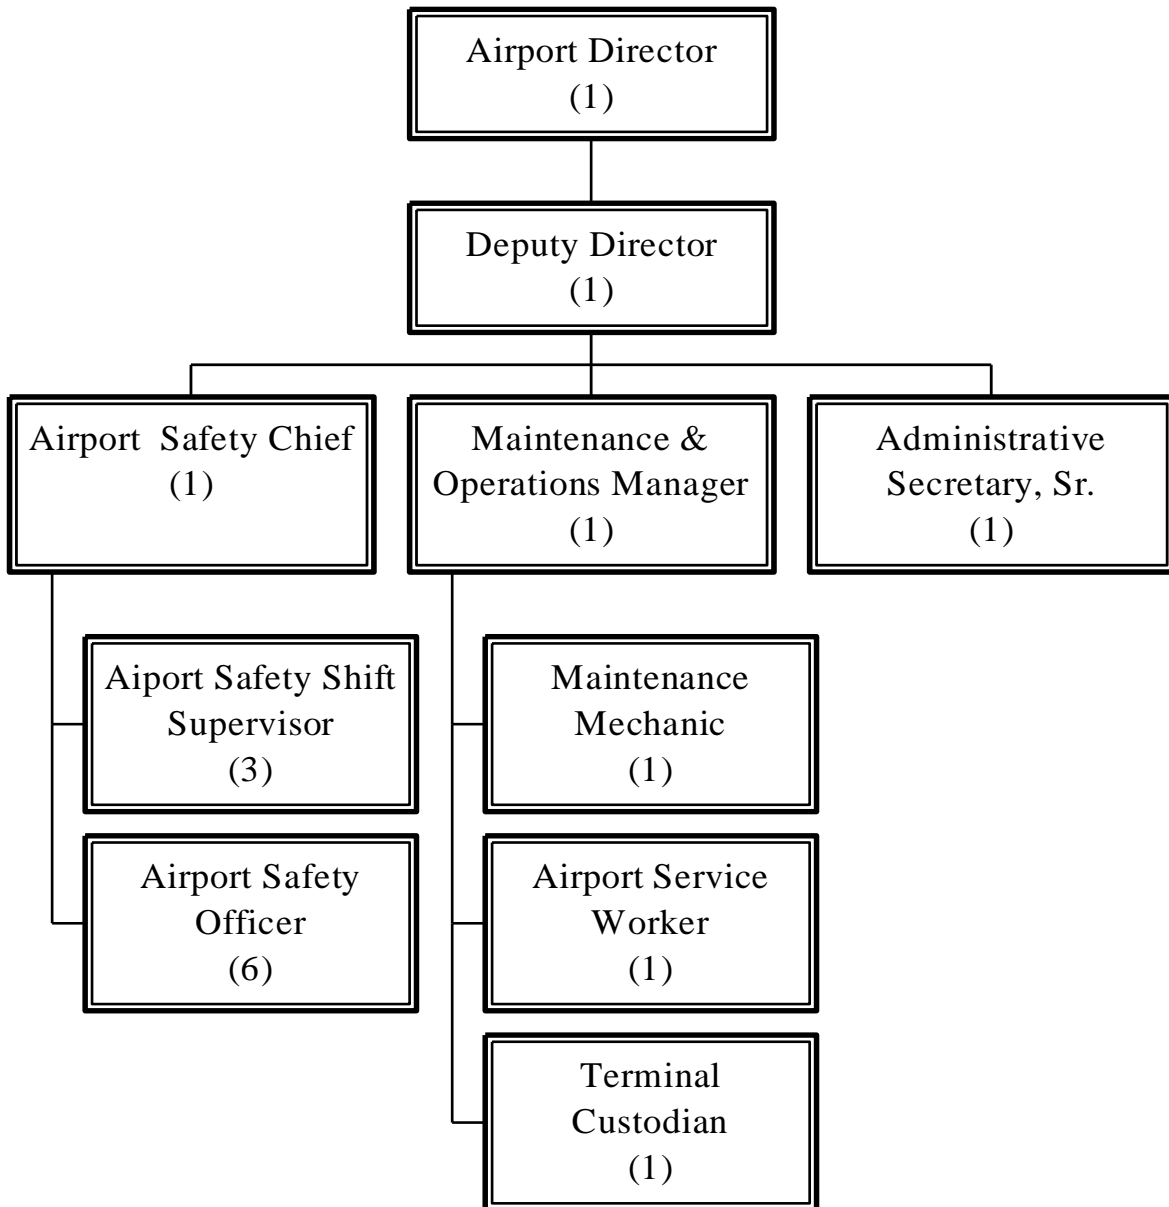 Airport Director
(1)
Deputy Director
(1)
Airport  Safety Chief
(1)
Maintenance &
Operations Manager
(1)
Administrative
Secretary, Sr.
(1)
Aiport Safety Shift
Supervisor
(3)
Airport Safety
Officer
(6)
Maintenance
Mechanic
(1)
Airport Service
Worker
(1)
Terminal
Custodian
(1)